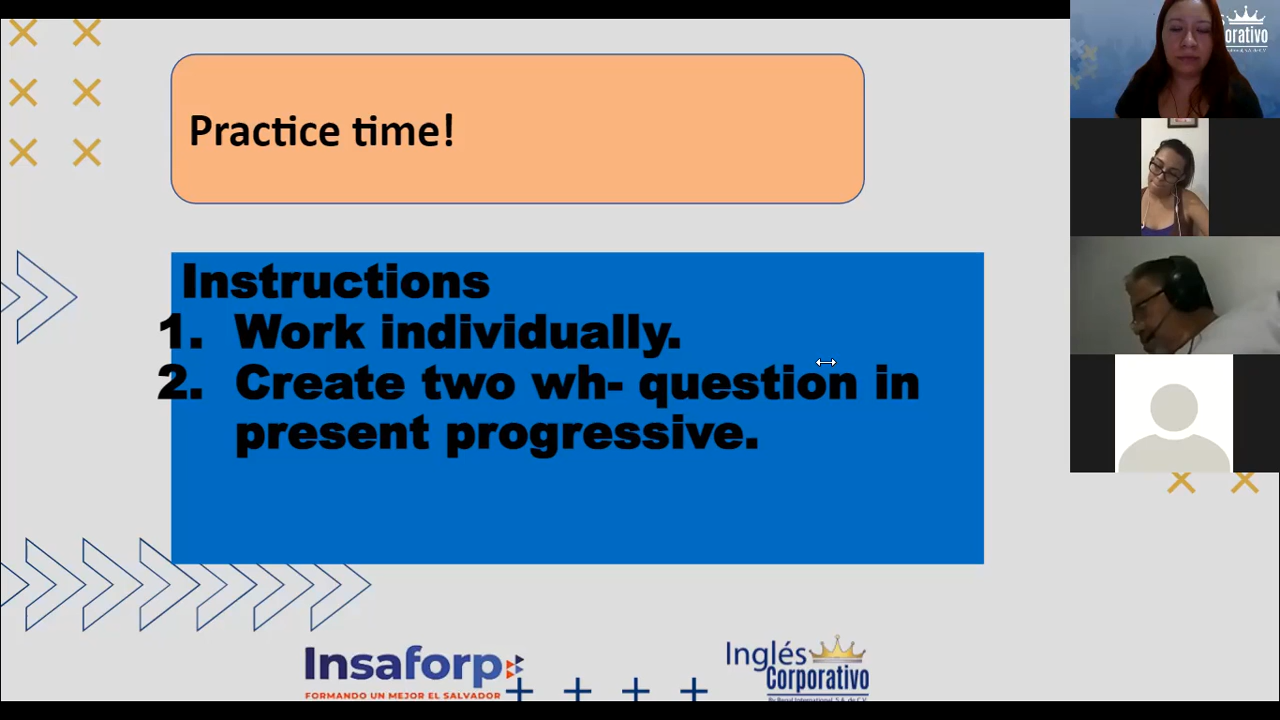 Practice time!
Instructions
1. Work individually.
2. Create two wh- question in
present progressive.
Insaforp
FORMANDO UN MEJOR EL SALVADOR
Inglés
Corporativo
orativo